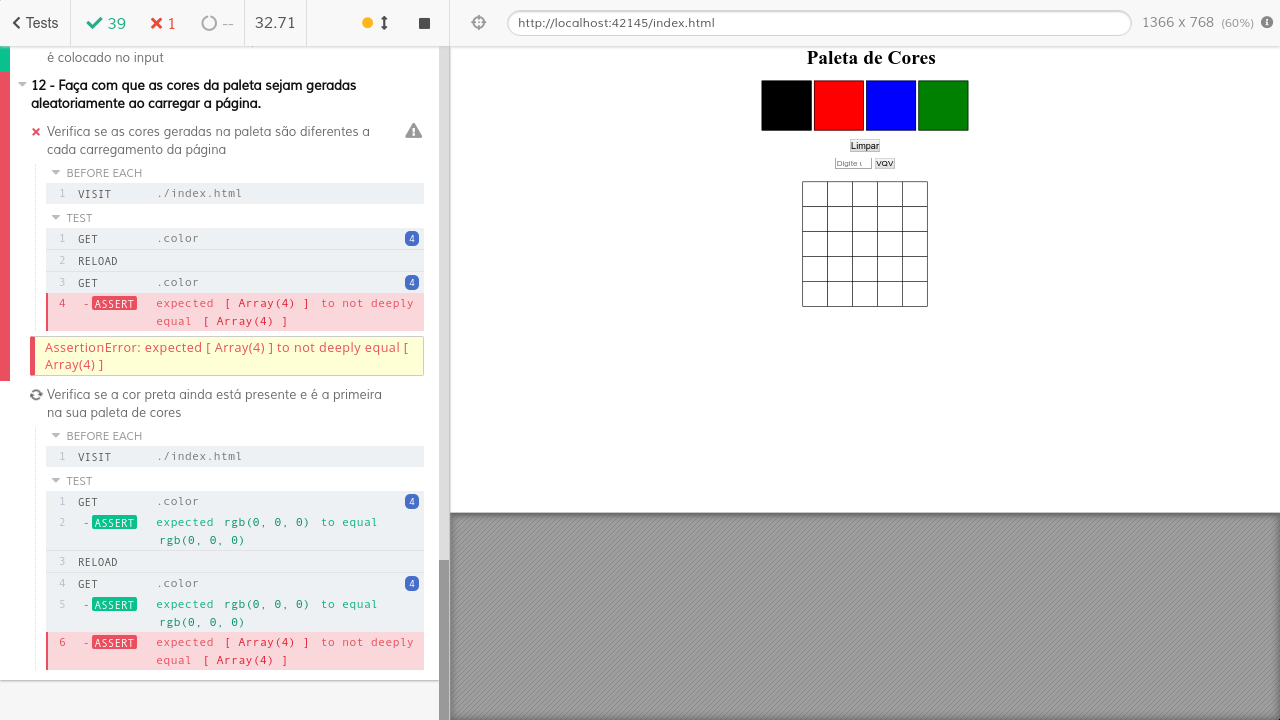 Tests
39
1
--
32.71
http://localhost:42145/index.html
1366 x 768 (60%)
é colocado no input
12 - Faça com que as cores da paleta sejam geradas
aleatoriamente ao carregar a página.
Verifica se as cores geradas na paleta são diferentes a
cada carregamento da página
BEFORE EACH
1 VISIT ./index.html
TEST
1 GET .color 4
2 RELOAD
3 GET .color 4
4 -ASSERT expected [ Array(4) ] to not deeply
equal [ Array(4) ]
AssertionError: expected [ Array(4) ] to not deeply equal [
Array(4) ]
Verifica se a cor preta ainda está presente e é a primeira
na sua paleta de cores
BEFORE EACH
1 VISIT ./index.html
TEST
1 GET .color 4
2 -ASSERT expected rgb(0, 0, 0) to equal
rgb(0, 0, 0)
3 RELOAD
4 GET .color 4
5 -ASSERT expected rgb(0, 0, 0) to equal
rgb(0, 0, 0)
6 -ASSERT expected [ Array(4) ] to not deeply
equal [ Array(4) ]
Paleta de Cores
Limpar
Digite VQV